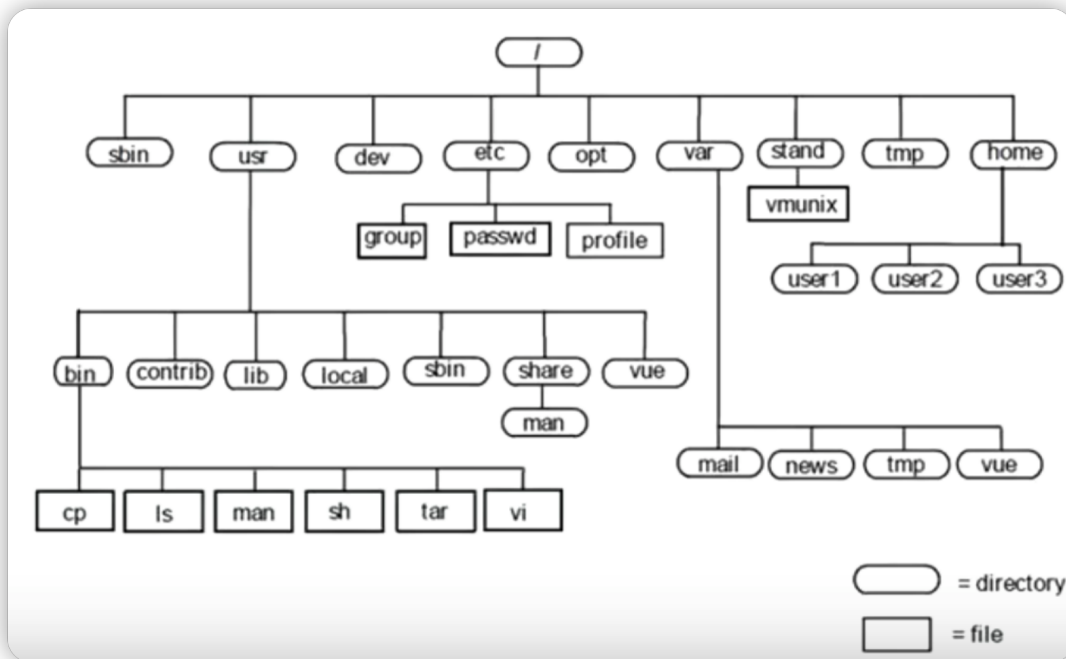 /
sbin usr dev etc opt var stand tmp home
vmunix
group passwd profile
user1 user2 user3
bin contrib lib local sbin share vue
man
mail news tmp vue
cp ls man sh tar vi
= directory
= file